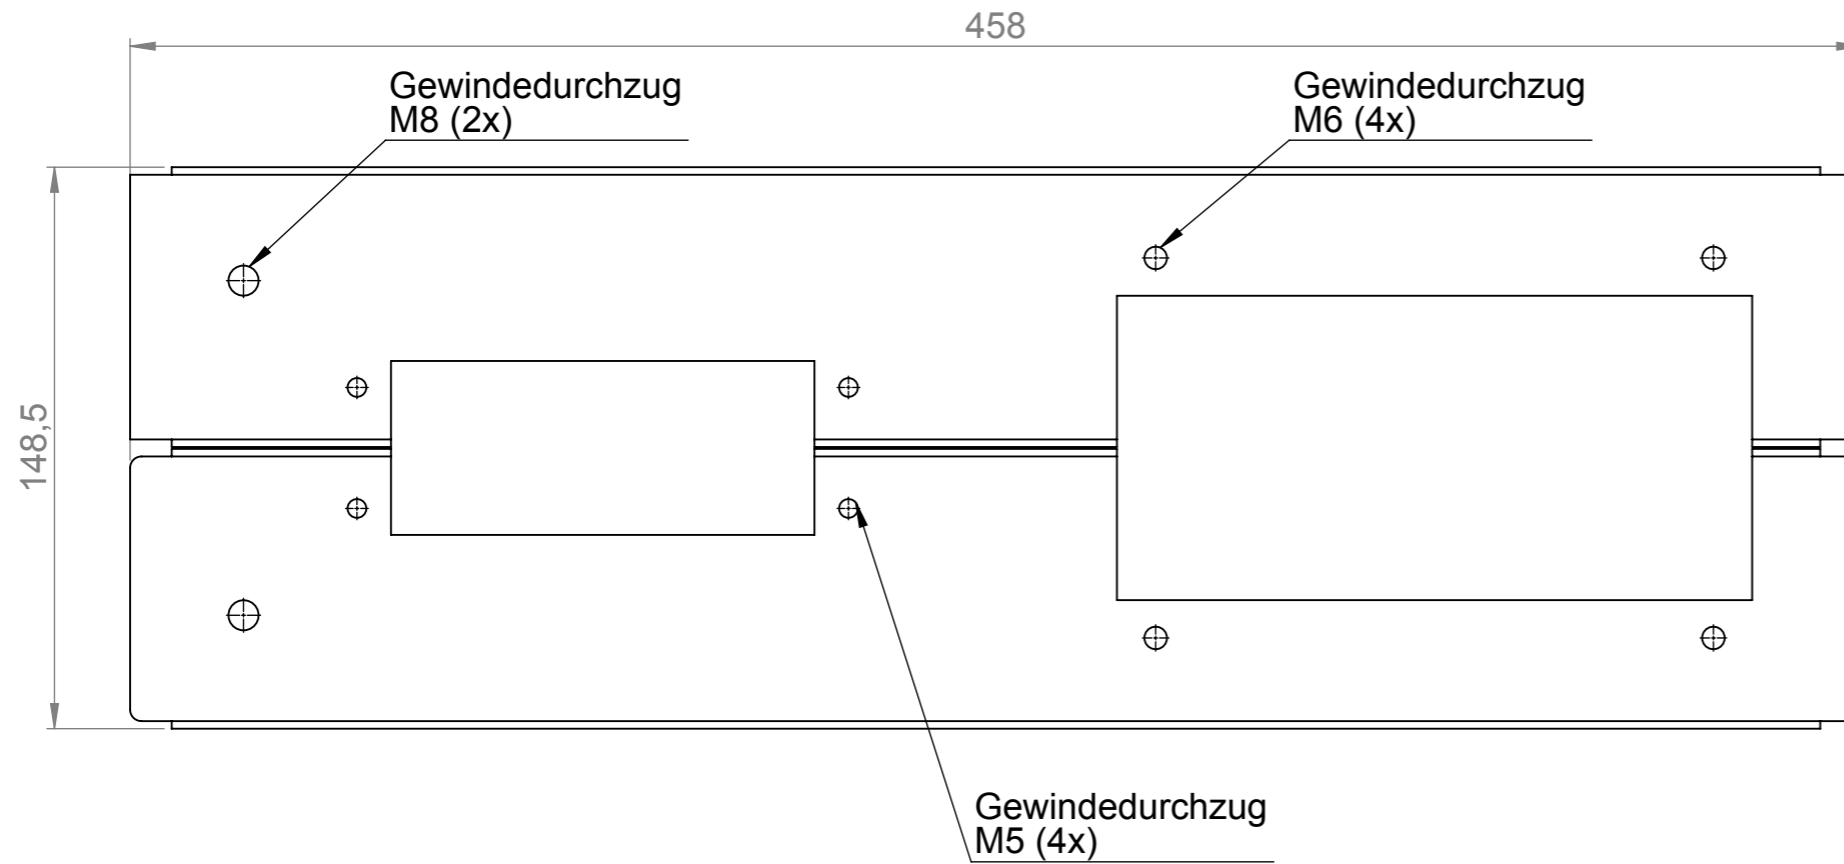 458
Gewindedurchzug
M8 (2x)
Gewindedurchzug
M6 (4x)
148,5
Gewindedurchzug
M5 (4x)